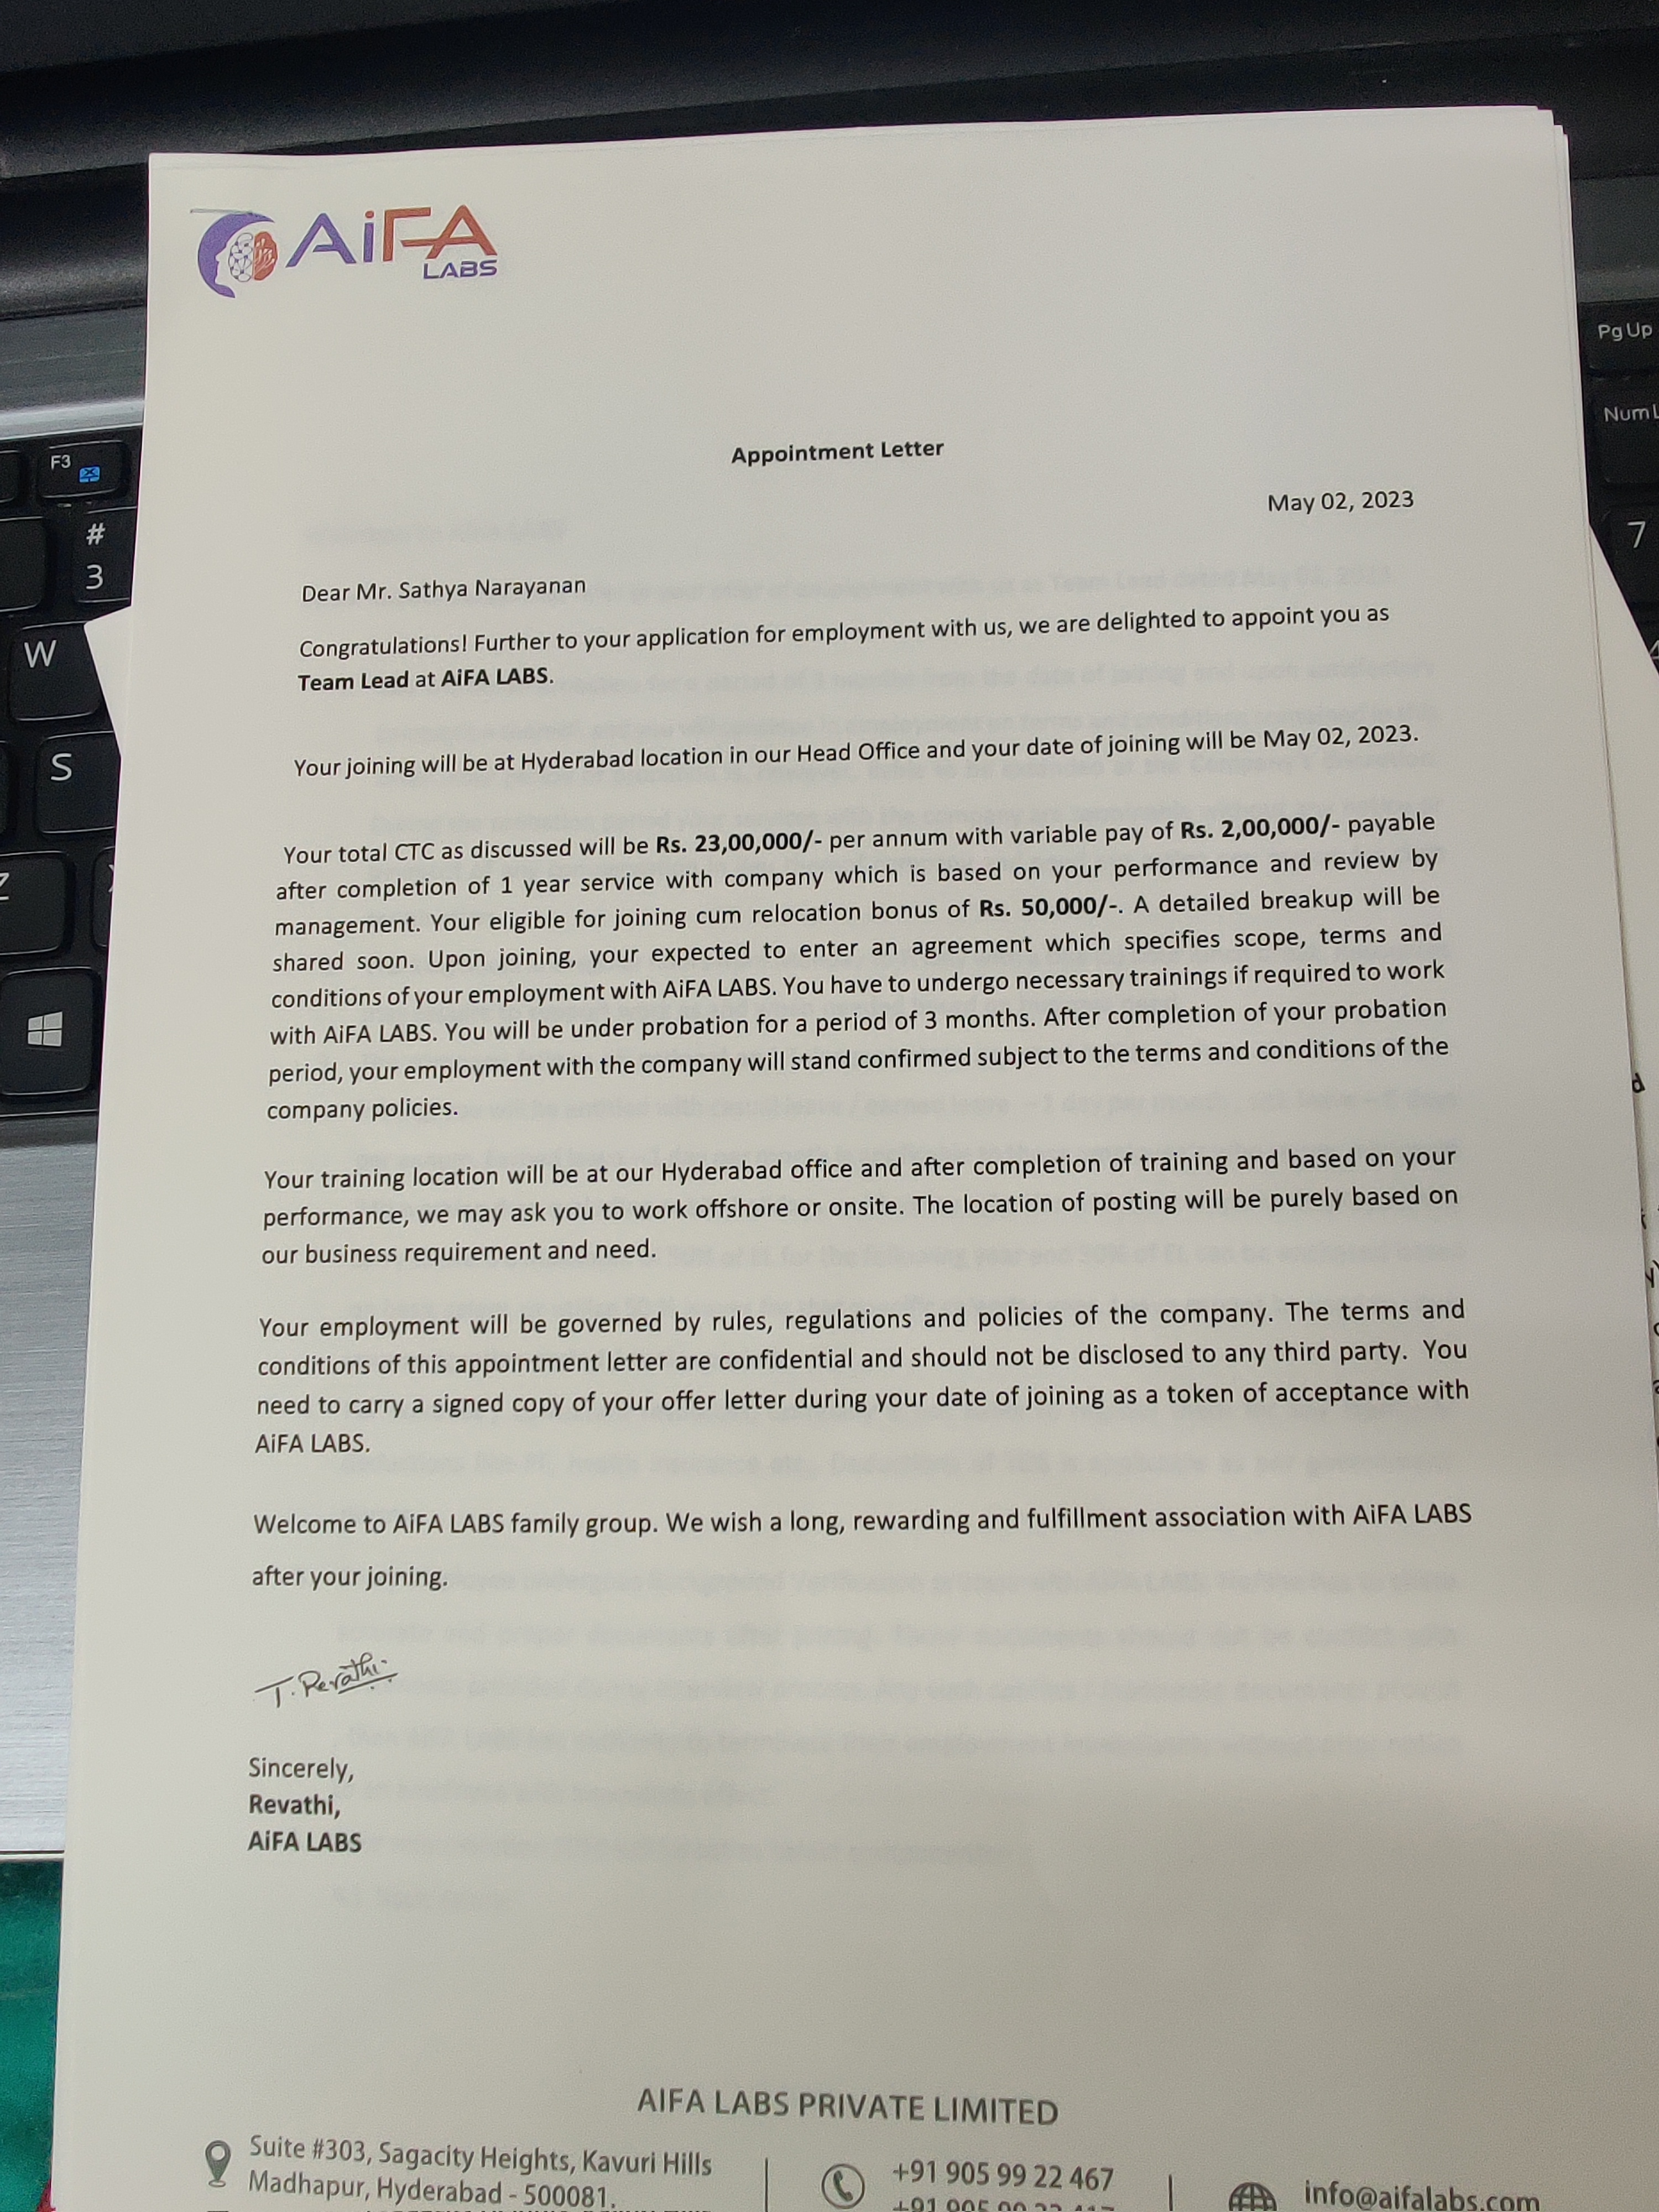 AiFA
LABS
Appointment Letter
May 02, 2023
Dear Mr. Sathya Narayanan
Congratulations! Further to your application for employment with us, we are delighted to appoint you as
Team Lead at AiFA LABS.
Your joining will be at Hyderabad location in our Head Office and your date of joining will be May 02, 2023.
Your total CTC as discussed will be Rs. 23,00,000/- per annum with variable pay of Rs. 2,00,000/- payable
after completion of 1 year service with company which is based on your performance and review by
management. Your eligible for joining cum relocation bonus of Rs. 50,000/-. A detailed breakup will be
shared soon. Upon joining, your expected to enter an agreement which specifies scope, terms and
conditions of your employment with AiFA LABS. You have to undergo necessary trainings if required to work
with AiFA LABS. You will be under probation for a period of 3 months. After completion of your probation
period, your employment with the company will stand confirmed subject to the terms and conditions of the
company policies.
Your training location will be at our Hyderabad office and after completion of training and based on your
performance, we may ask you to work offshore or onsite. The location of posting will be purely based on
our business requirement and need.
Your employment will be governed by rules, regulations and policies of the company. The terms and
conditions of this appointment letter are confidential and should not be disclosed to any third party. You
need to carry a signed copy of your offer letter during your date of joining as a token of acceptance with
AiFA LABS.
Welcome to AiFA LABS family group. We wish a long, rewarding and fulfillment association with AiFA LABS
after your joining.
T. Revathi
Sincerely,
Revathi,
AiFA LABS
AIFA LABS PRIVATE LIMITED
Suite #303, Sagacity Heights, Kavuri Hills
Madhapur, Hyderabad - 500081.
+91 905 99 22 467
info@aifalabs.com
F3
#
3
W
S
Z
Pg Up
Num L
7